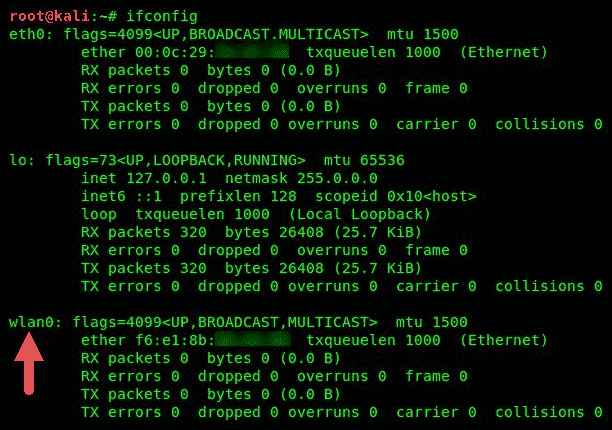 root@kali:~# ifconfig
eth0: flags=4099<UP,BROADCAST.MULTICAST>  mtu 1500
        ether 00:0c:29:  txqueuelen 1000  (Ethernet)
        RX packets 0  bytes 0 (0.0 B)
        RX errors 0  dropped 0  overruns 0  frame 0
        TX packets 0  bytes 0 (0.0 B)
        TX errors 0  dropped 0 overruns 0  carrier 0  collisions 0
lo: flags=73<UP,LOOPBACK,RUNNING>  mtu 65536
        inet 127.0.0.1  netmask 255.0.0.0
        inet6 ::1  prefixlen 128  scopeid 0x10<host>
        loop  txqueuelen 1000  (Local Loopback)
        RX packets 320  bytes 26408 (25.7 KiB)
        RX errors 0  dropped 0  overruns 0  frame 0
        TX packets 320  bytes 26408 (25.7 KiB)
        TX errors 0  dropped 0 overruns 0  carrier 0  collisions 0
wlan0: flags=4099<UP,BROADCAST,MULTICAST>  mtu 1500
        ether f6:e1:8b:  txqueuelen 1000  (Ethernet)
        RX packets 0  bytes 0 (0.0 B)
        RX errors 0  dropped 0  overruns 0  frame 0
        TX packets 0  bytes 0 (0.0 B)
        TX errors 0  dropped 0 overruns 0  carrier 0  collisions 0